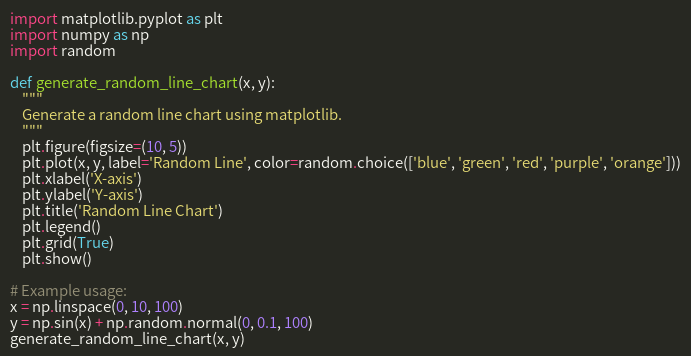 import matplotlib.pyplot as plt
import numpy as np
import random

def generate_random_line_chart(x, y):
    """
    Generate a random line chart using matplotlib.
    """
    plt.figure(figsize=(10, 5))
    plt.plot(x, y, label='Random Line', color=random.choice(['blue', 'green', 'red', 'purple', 'orange']))
    plt.xlabel('X-axis')
    plt.ylabel('Y-axis')
    plt.title('Random Line Chart')
    plt.legend()
    plt.grid(True)
    plt.show()

# Example usage:
x = np.linspace(0, 10, 100)
y = np.sin(x) + np.random.normal(0, 0.1, 100)
generate_random_line_chart(x, y)